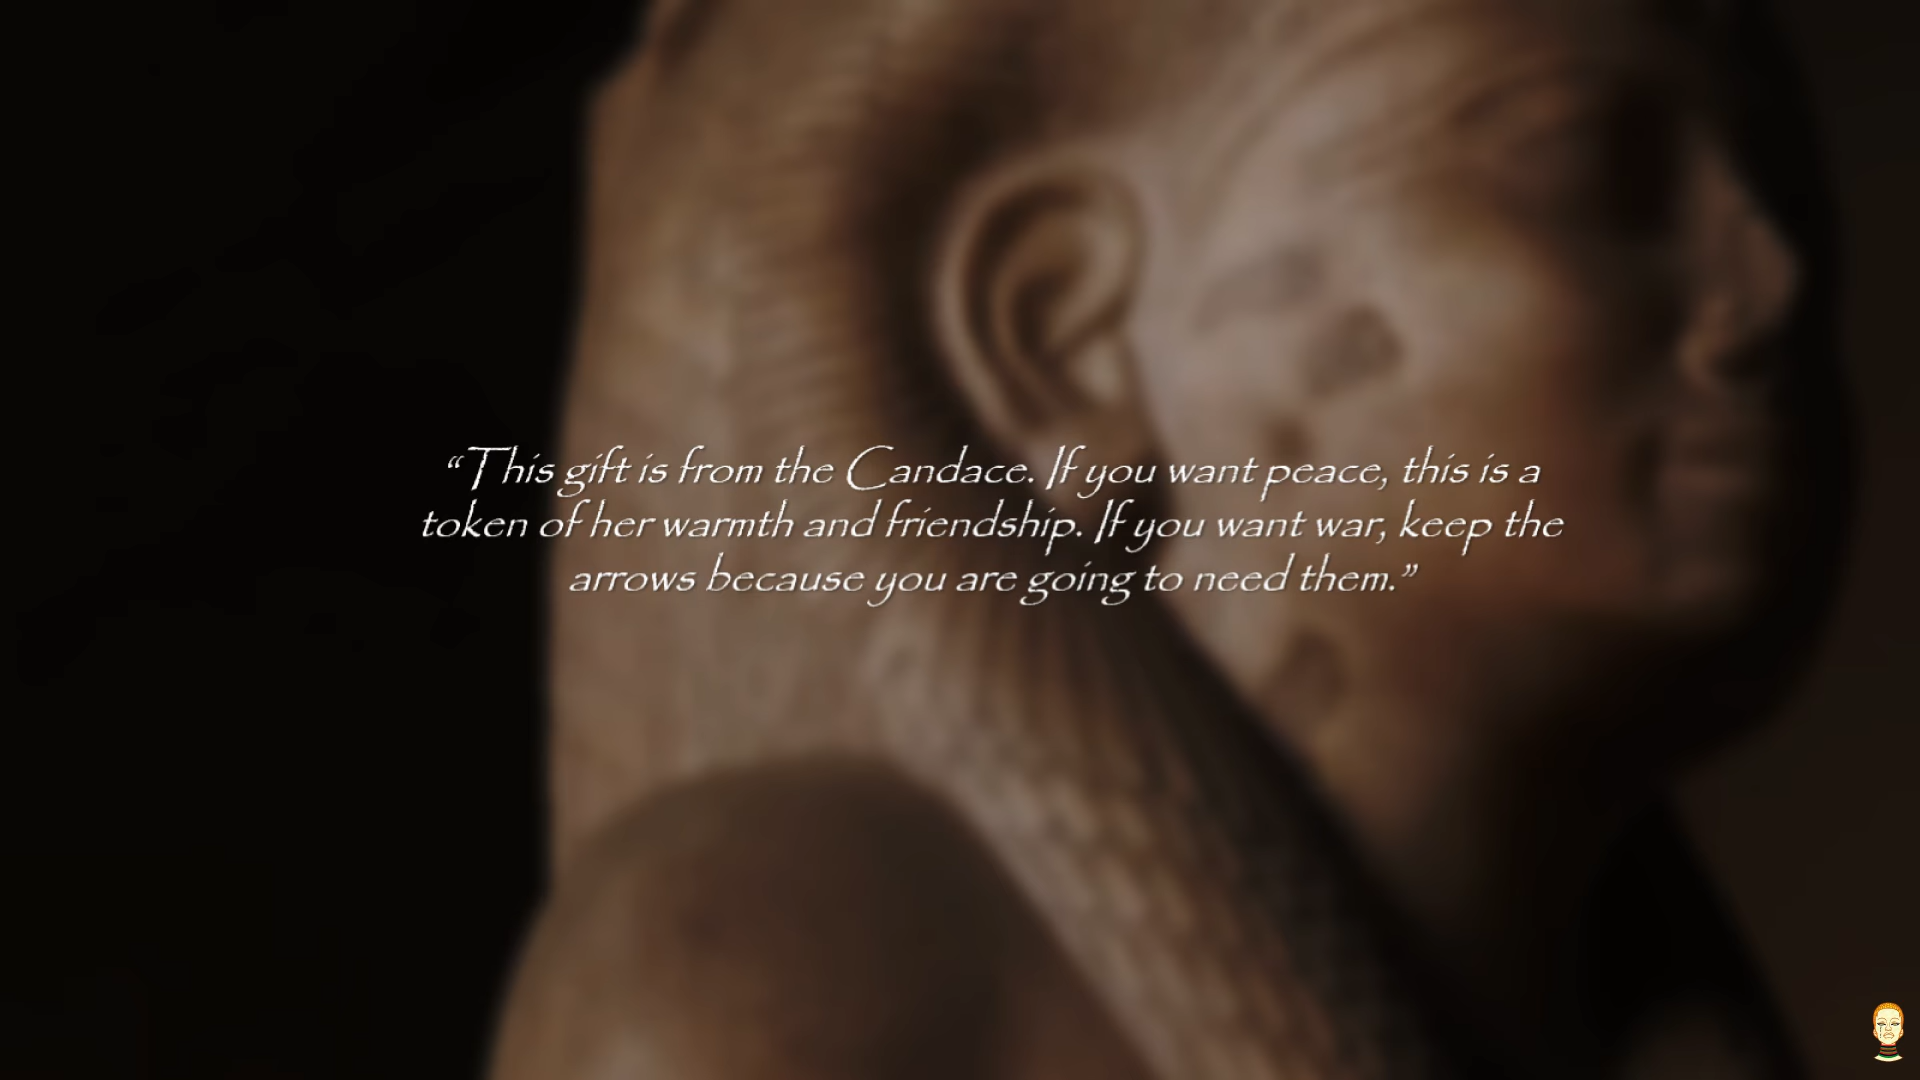 “This gift is from the Candace. If you want peace, this is a
token of her warmth and friendship. If you want war, keep the
arrows because you are going to need them.”